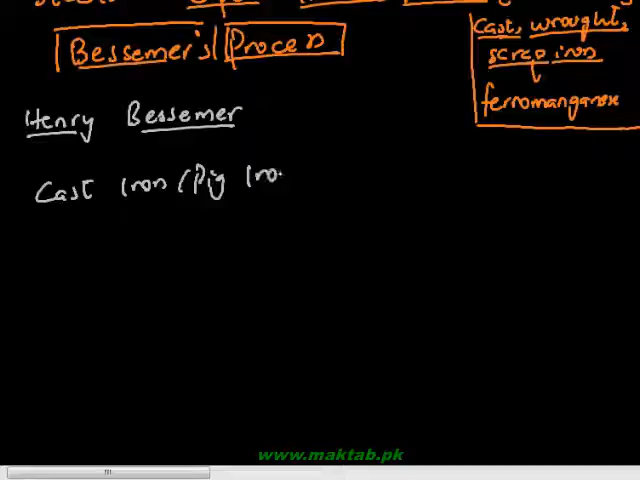 Bessemer's Process
Henry Bessemer
Cast Iron (Pig Iro
Cast, wrought,
scrap iron
ferromanganese
www.maktab.pk